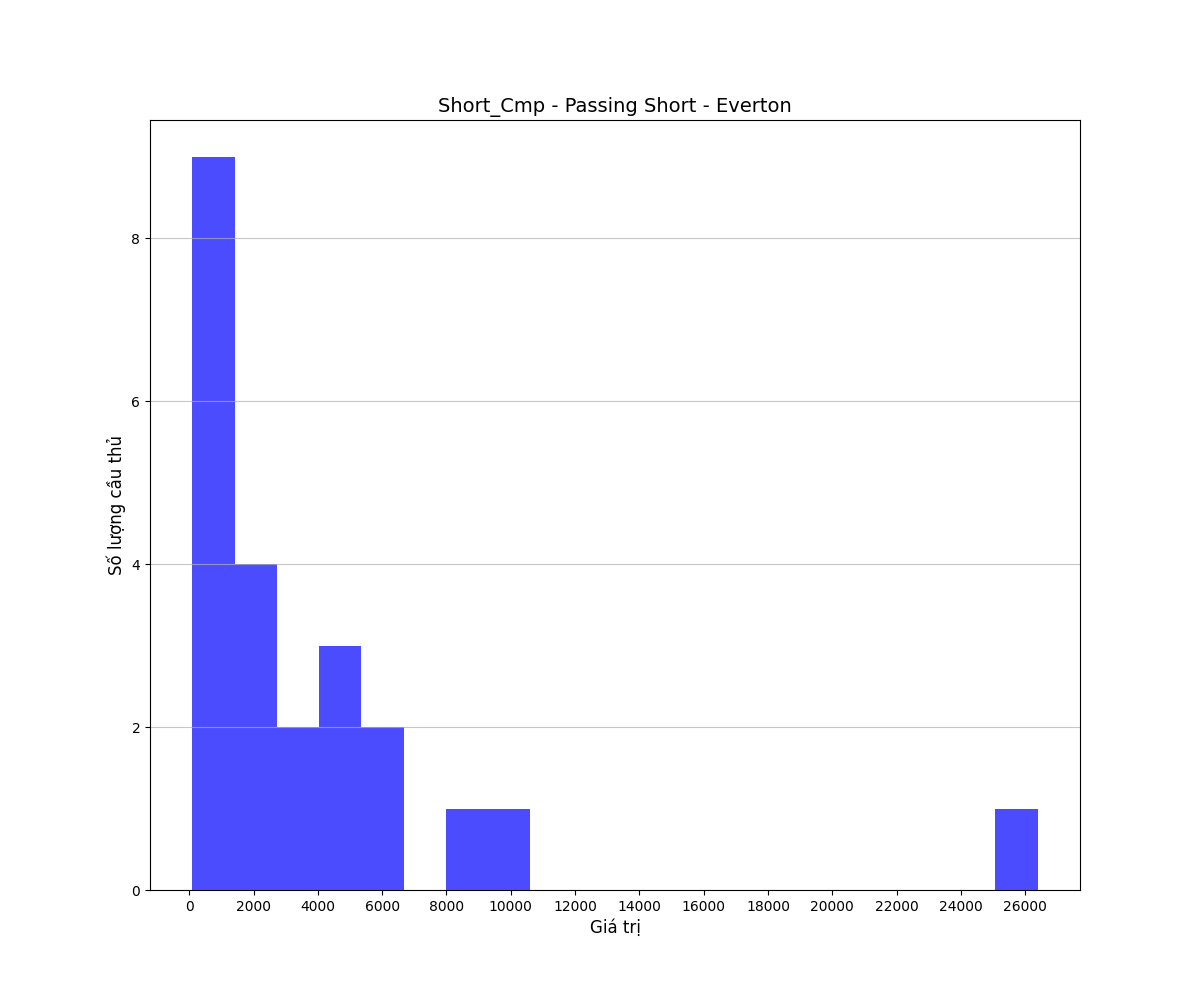 Short_Cmp - Passing Short - Everton
Số lượng cầu thủ
8
6
4
2
0
0 2000 4000 6000 8000 10000 12000 14000 16000 18000 20000 22000 24000 26000
Giá trị